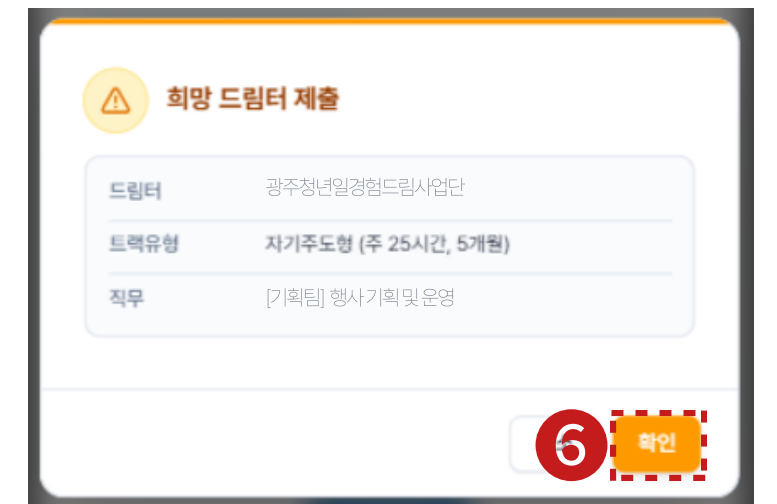 희망 드림터 제출
드림터 광주청년일경험드림사업단
트랙유형 자기주도형 (주 25시간, 5개월)
직무 [기획팀] 행사 기획 및 운영
6 확인